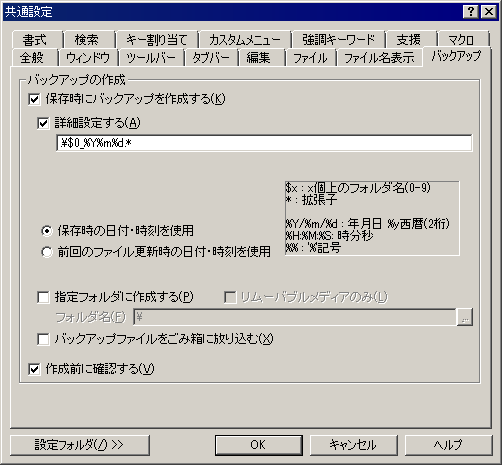 共通設定
書式 検索 キー割り当て カスタムメニュー 強調キーワード 支援 マクロ
全般 ウィンドウ ツールバー タブバー 編集 ファイル ファイル名表示 バックアップ
バックアップの作成
保存時にバックアップを作成する(K)
詳細設定する(A)
.¥$0_%Y%m%d.*
$x : x個上のフォルダ名(0-9)
* : 拡張子
%Y/%m/%d : 年月日 %y西暦(2桁)
%H:%M:%S: 時分秒
%% : '%'記号
保存時の日付・時刻を使用
前回のファイル更新時の日付・時刻を使用
指定フォルダに作成する(P) リムーバブルメディアのみ(L)
フォルダ名(F) ¥ ...
バックアップファイルをごみ箱に放り込む(X)
作成前に確認する(V)
設定フォルダ(/) >> OK キャンセル ヘルプ